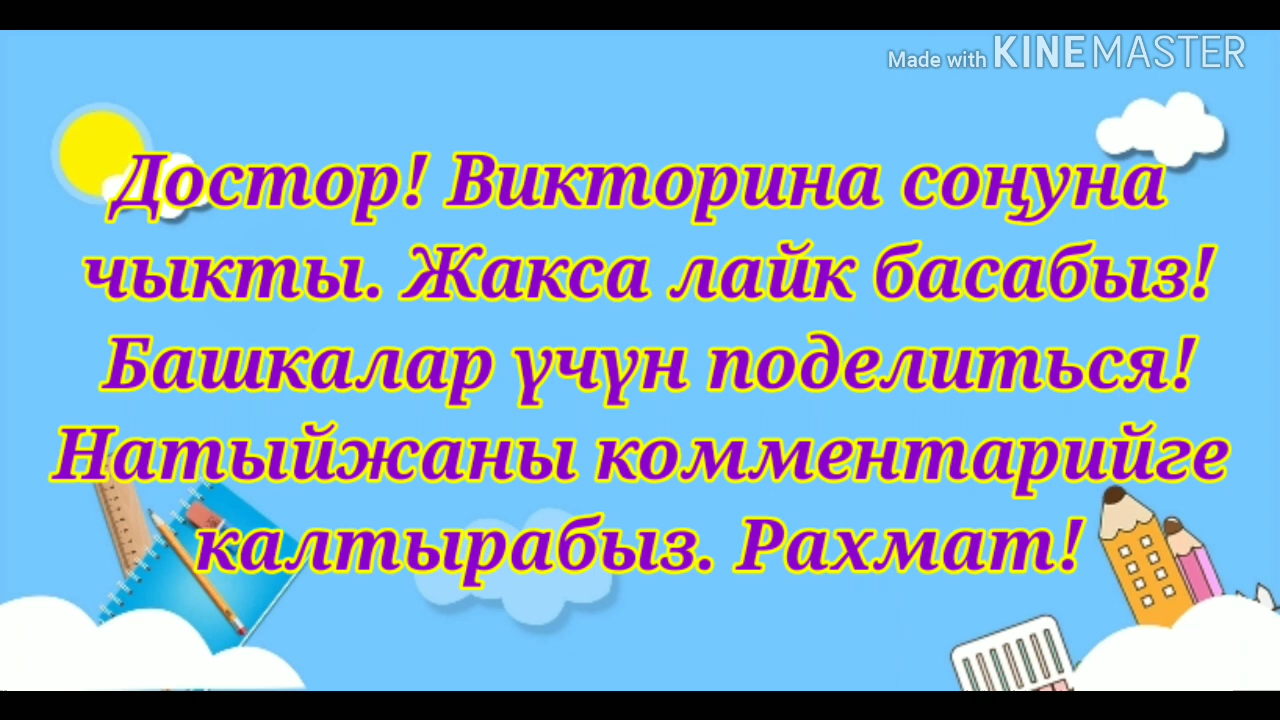 Made with KINEMASTER
Достор! Викторина соңуна
чыкты. Жакса лайк басабыз!
Башкалар үчүн поделиться!
Натыйжаны комментарийге
калтырабыз. Рахмат!